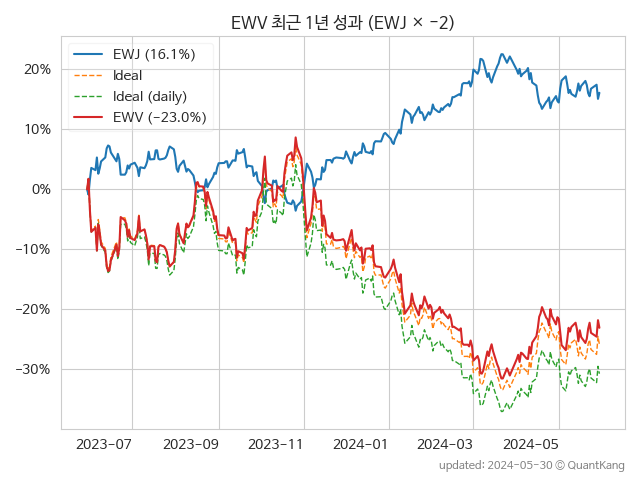 EWV 최근 1년 성과 (EWJ × −2)
EWJ (16.1%)
Ideal
Ideal (daily)
EWV (−23.0%)
20%
10%
0%
−10%
−20%
−30%
2023−07 2023−09 2023−11 2024−01 2024−03 2024−05
updated: 2024-05-30 © QuantKang